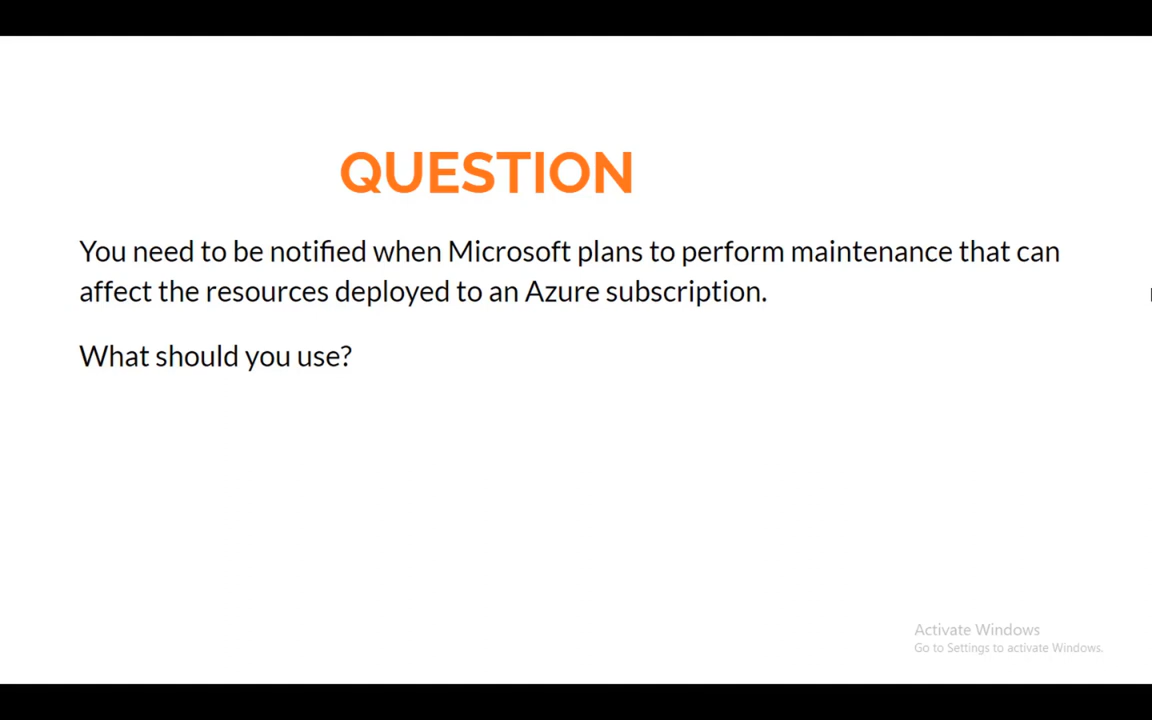 QUESTION
You need to be notified when Microsoft plans to perform maintenance that can
affect the resources deployed to an Azure subscription.
What should you use?
Activate Windows
Go to Settings to activate Windows.